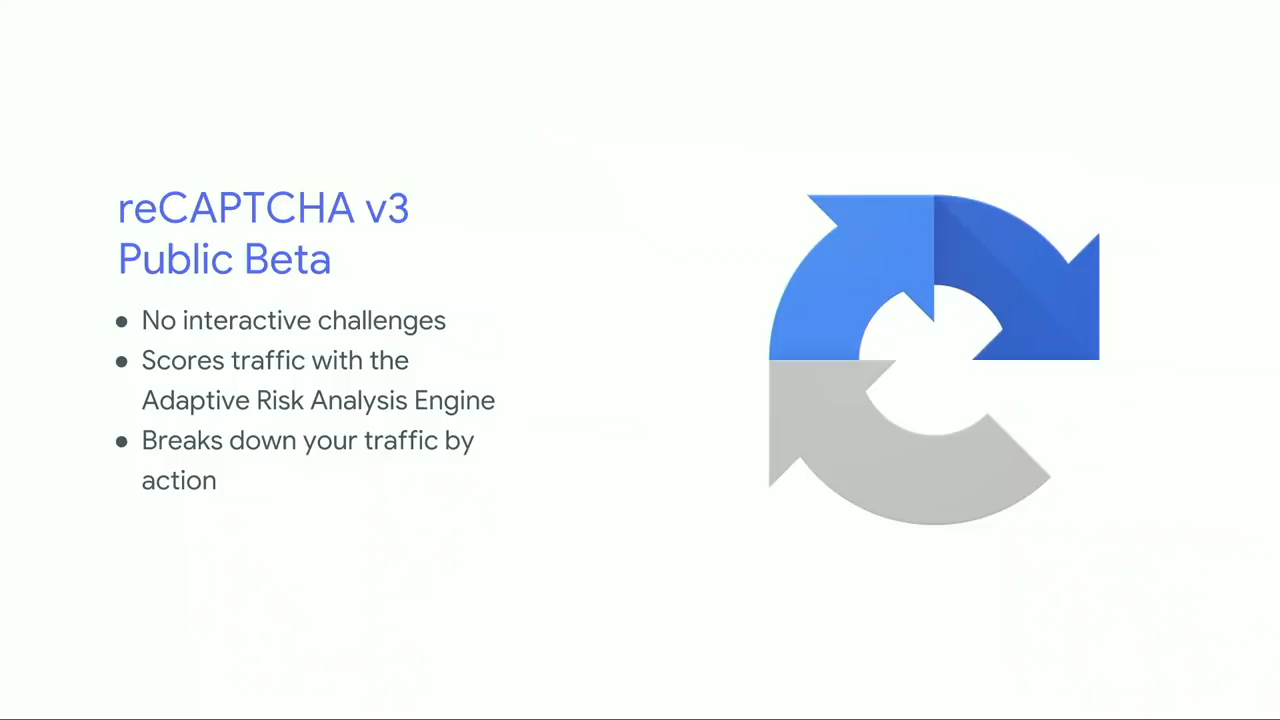 reCAPTCHA v3
Public Beta
● No interactive challenges
● Scores traffic with the
Adaptive Risk Analysis Engine
● Breaks down your traffic by
action